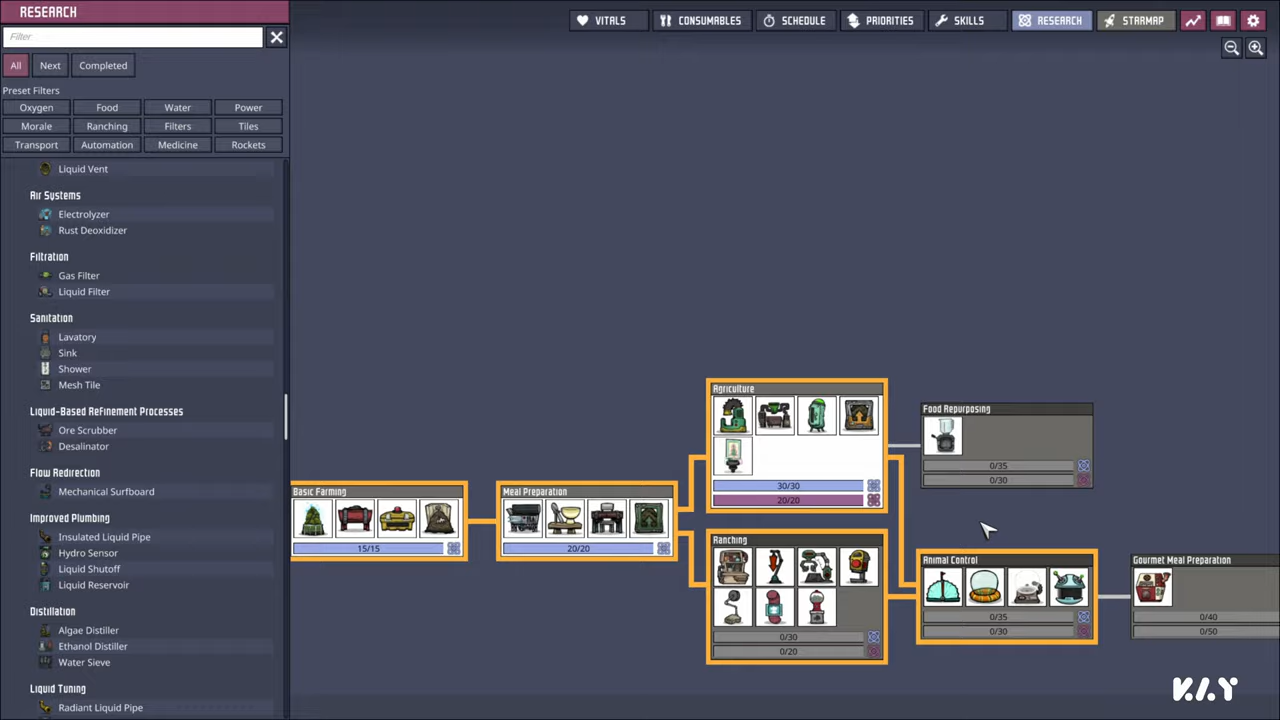 RESEARCH
VITALS CONSUMABLES SCHEDULE PRIORITIES SKILLS RESEARCH STARMAP
Filter
All Next Completed
Preset Filters
Oxygen Food Water Power
Morale Ranching Filters Tiles
Transport Automation Medicine Rockets
Liquid Vent
Air Systems
Electrolyzer
Rust Deoxidizer
Filtration
Gas Filter
Liquid Filter
Sanitation
Lavatory
Sink
Shower
Mesh Tile
Liquid-Based Refinement Processes
Ore Scrubber
Desalinator
Flow Redirection
Mechanical Surfboard
Improved Plumbing
Insulated Liquid Pipe
Hydro Sensor
Liquid Shutoff
Liquid Reservoir
Distillation
Algae Distiller
Ethanol Distiller
Water Sieve
Liquid Tuning
Radiant Liquid Pipe
Basic Farming
15/15
Meal Preparation
20/20
Agriculture
30/30
20/20
Ranching
0/30
0/20
Food Repurposing
0/35
0/30
Animal Control
0/35
0/30
Gourmet Meal Preparation
0/40
0/50
KAY